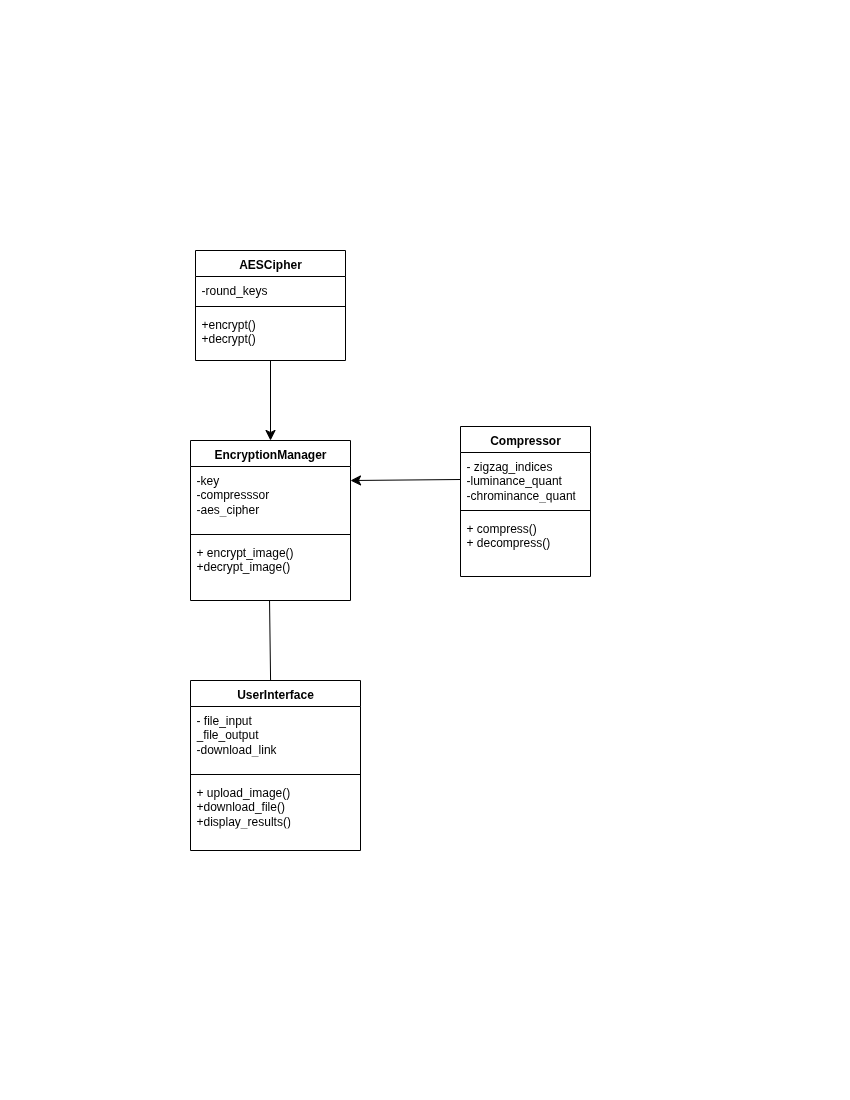 AESCipher
-round_keys
+encrypt()
+decrypt()
EncryptionManager
-key
-compresssor
-aes_cipher
+ encrypt_image()
+decrypt_image()
Compressor
- zigzag_indices
-luminance_quant
-chrominance_quant
+ compress()
+ decompress()
UserInterface
- file_input
_file_output
-download_link
+ upload_image()
+download_file()
+display_results()